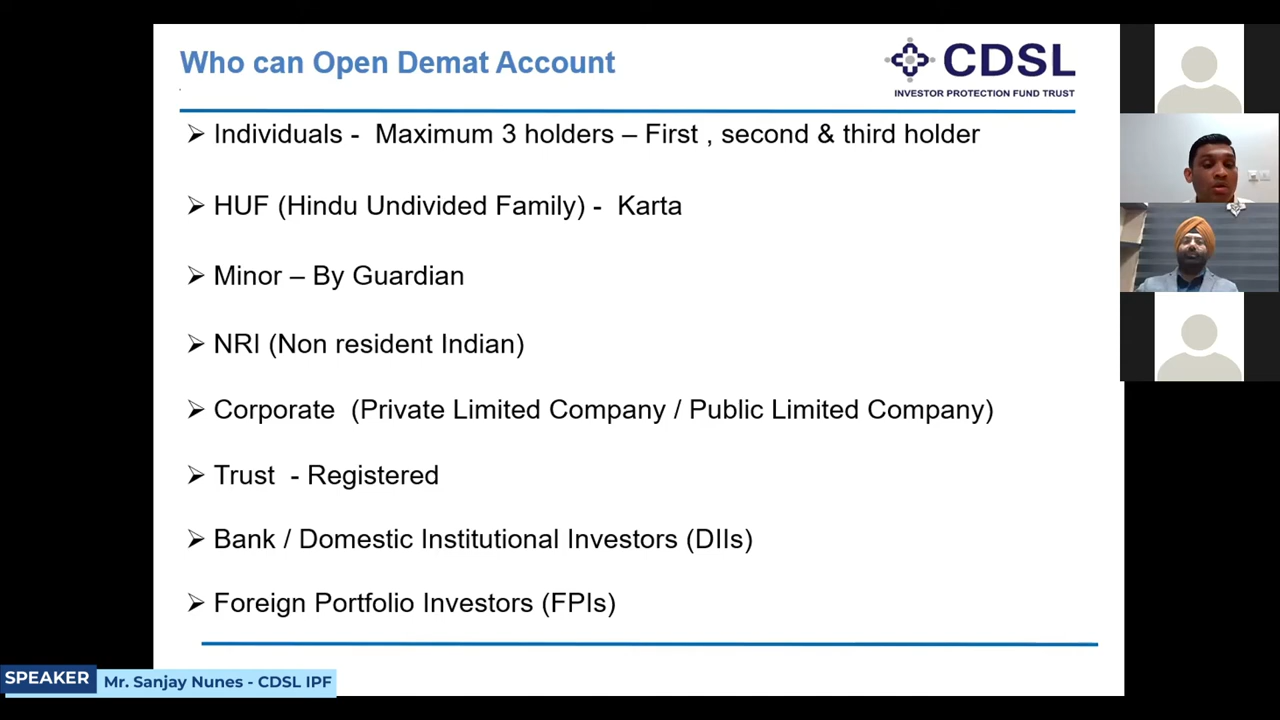 Who can Open Demat Account
CDSL
INVESTOR PROTECTION FUND TRUST
➢ Individuals - Maximum 3 holders – First , second & third holder
➢ HUF (Hindu Undivided Family) - Karta
➢ Minor – By Guardian
➢ NRI (Non resident Indian)
➢ Corporate (Private Limited Company / Public Limited Company)
➢ Trust - Registered
➢ Bank / Domestic Institutional Investors (DIIs)
➢ Foreign Portfolio Investors (FPIs)
SPEAKER
Mr. Sanjay Nunes - CDSL IPF